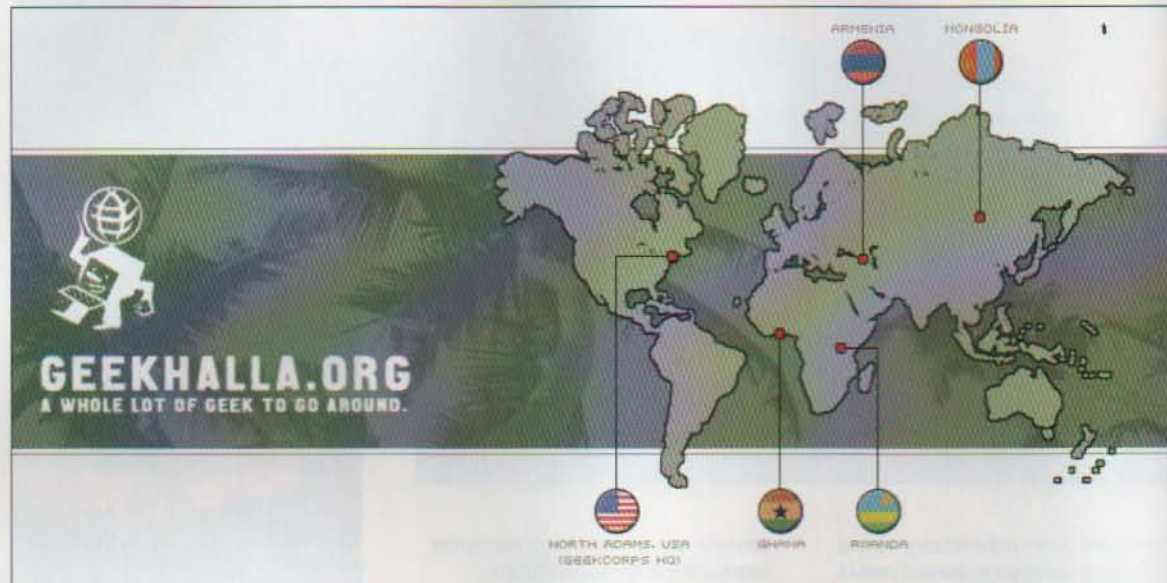 ARMENIA
MONGOLIA
1
GEEKHALLA.ORG
A WHOLE LOT OF GEEK TO GO AROUND.
NORTH ADAMS, USA
(GEEKCORPS HQ)
GHANA
RWANDA